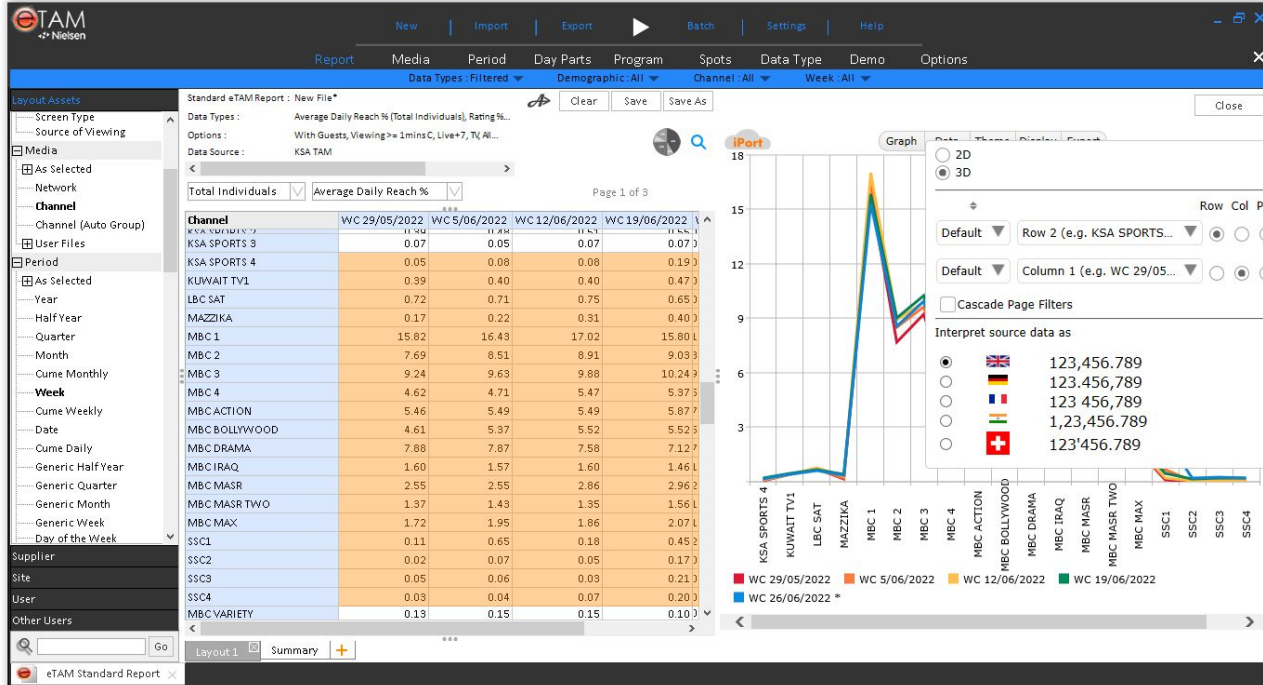 eTAM
Nielsen
New Import Export Batch Settings Help
Report Media Period Day Parts Program Spots Data Type Demo Options
Data Types : Filtered Demographic : All Channel : All Week : All
Layout Assets
Screen Type
Source of Viewing
Media
As Selected
Network
Channel
Channel (Auto Group)
User Files
Period
As Selected
Year
Half Year
Quarter
Month
Cume Monthly
Week
Cume Weekly
Date
Cume Daily
Generic Half Year
Generic Quarter
Generic Month
Generic Week
Day of the Week
Supplier
Site
User
Other Users
Go
Standard eTAM Report : New File*
Clear Save Save As
Data Types : Average Daily Reach % (Total Individuals), Rating %...
Options : With Guests, Viewing >= 1mins C, Live+7, TV, All...
Data Source : KSA TAM
Total Individuals Average Daily Reach % Page 1 of 3
Channel WC 29/05/2022 WC 5/06/2022 WC 12/06/2022 WC 19/06/2022
KSA SPORTS 3 0.07 0.05 0.07 0.07
KSA SPORTS 4 0.05 0.08 0.08 0.19
KUWAIT TV1 0.39 0.40 0.40 0.47
LBC SAT 0.72 0.71 0.75 0.65
MAZZIKA 0.17 0.22 0.31 0.40
MBC 1 15.82 16.43 17.02 15.80
MBC 2 7.69 8.51 8.91 9.03
MBC 3 9.24 9.63 9.88 10.24
MBC 4 4.62 4.71 5.47 5.37
MBC ACTION 5.46 5.49 5.49 5.87
MBC BOLLYWOOD 4.61 5.37 5.52 5.52
MBC DRAMA 7.88 7.87 7.58 7.12
MBC IRAQ 1.60 1.57 1.60 1.46
MBC MASR 2.55 2.55 2.86 2.96
MBC MASR TWO 1.37 1.43 1.35 1.56
MBC MAX 1.72 1.95 1.86 2.07
SSC1 0.11 0.65 0.18 0.45
SSC2 0.02 0.07 0.05 0.17
SSC3 0.05 0.06 0.03 0.21
SSC4 0.03 0.04 0.07 0.20
MBC VARIETY 0.13 0.15 0.15 0.10
Layout 1 Summary +
eTAM Standard Report
Close
iPort
Graph Data Theme Display Export
2D
3D
Row Col P
Default Row 2 (e.g. KSA SPORTS...
Default Column 1 (e.g. WC 29/05...
Cascade Page Filters
Interpret source data as
123,456.789
123.456,789
123 456,789
1,23,456.789
123'456.789
18
15
12
9
6
3
KSA SPORTS 4
KUWAIT TV1
LBC SAT
MAZZIKA
MBC 1
MBC 2
MBC 3
MBC 4
MBC ACTION
MBC BOLLYWOOD
MBC DRAMA
MBC IRAQ
MBC MASR
MBC MASR TWO
MBC MAX
SSC1
SSC2
SSC3
SSC4
WC 29/05/2022 WC 5/06/2022 WC 12/06/2022 WC 19/06/2022
WC 26/06/2022 *